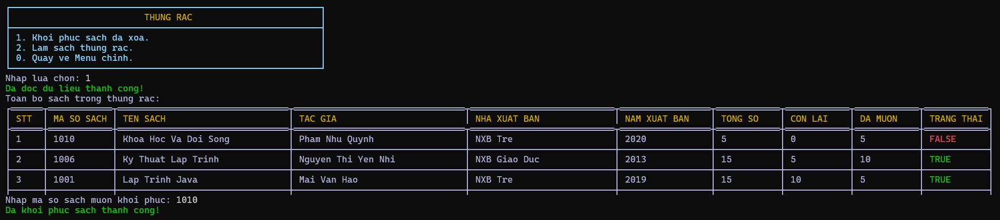 THUNG RAC
1. Khoi phuc sach da xoa.
2. Lam sach thung rac.
0. Quay ve Menu chinh.
Nhap lua chon: 1
Da doc du lieu thanh cong!
Toan bo sach trong thung rac:
STT MA SO SACH TEN SACH TAC GIA NHA XUAT BAN NAM XUAT BAN TONG SO CON LAI DA MUON TRANG THAI
1 1010 Khoa Hoc Va Doi Song Pham Nhu Quynh NXB Tre 2020 5 0 5 FALSE
2 1006 Ky Thuat Lap Trinh Nguyen Thi Yen Nhi NXB Giao Duc 2013 15 5 10 TRUE
3 1001 Lap Trinh Java Mai Van Hao NXB Tre 2019 15 10 5 TRUE
Nhap ma so sach muon khoi phuc: 1010
Da khoi phuc sach thanh cong!